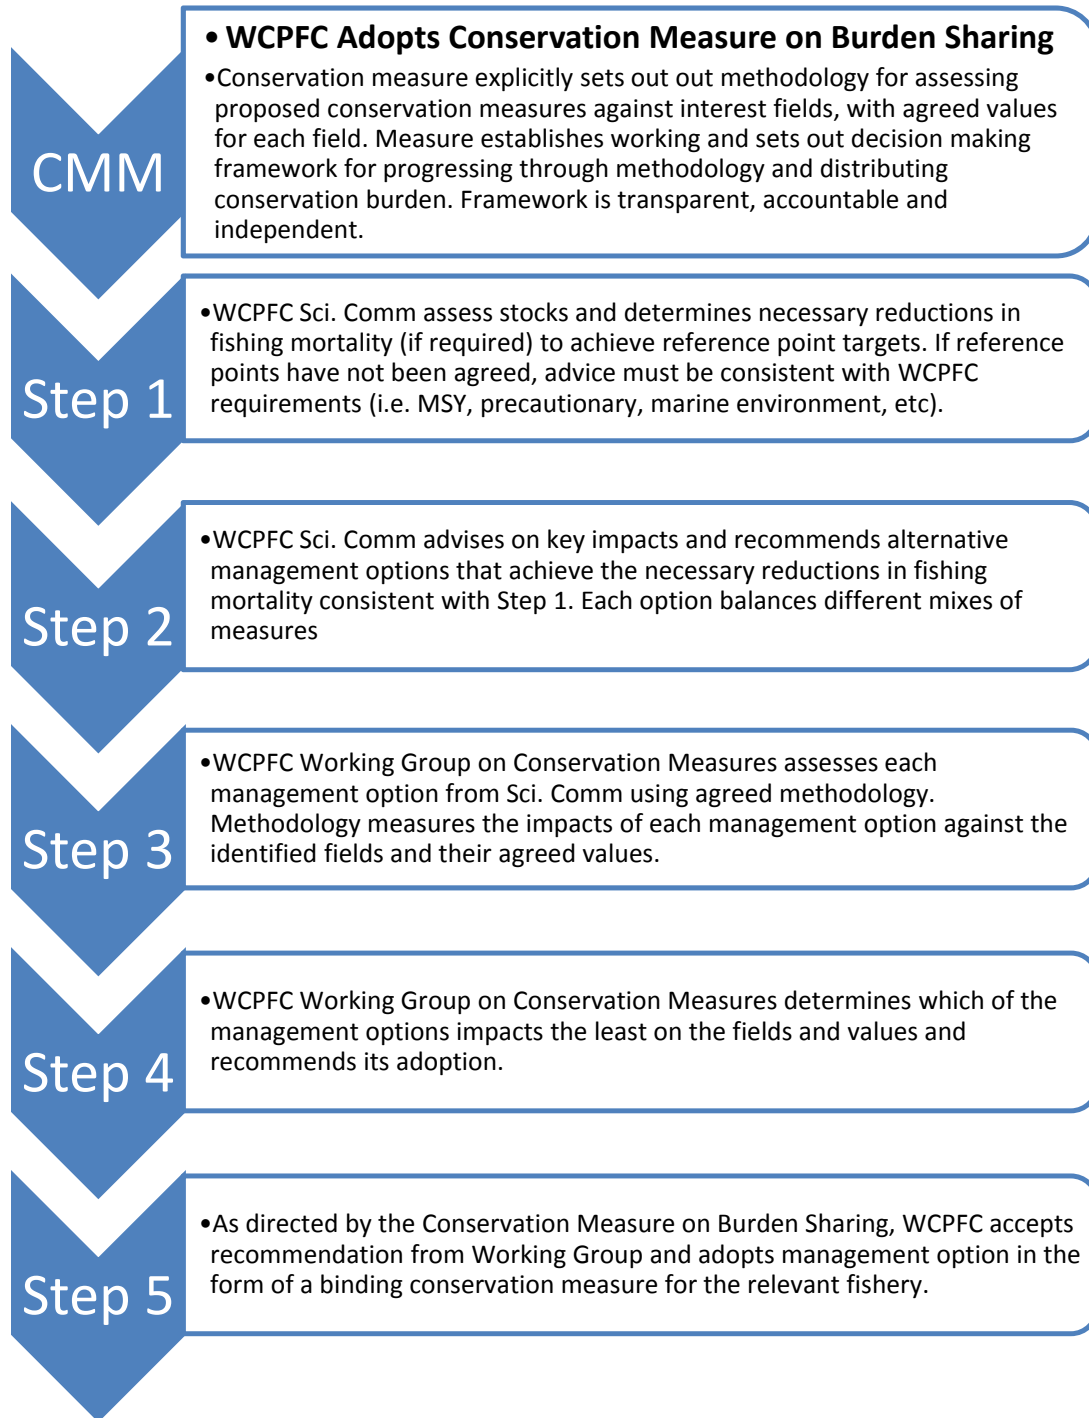 • WCPFC Adopts Conservation Measure on Burden Sharing
•Conservation measure explicitly sets out out methodology for assessing
proposed conservation measures against interest fields, with agreed values
for each field. Measure establishes working and sets out decision making
framework for progressing through methodology and distributing
conservation burden. Framework is transparent, accountable and
independent.
CMM
•WCPFC Sci. Comm assess stocks and determines necessary reductions in
fishing mortality (if required) to achieve reference point targets. If reference
points have not been agreed, advice must be consistent with WCPFC
requirements (i.e. MSY, precautionary, marine environment, etc).
Step 1
•WCPFC Sci. Comm advises on key impacts and recommends alternative
management options that achieve the necessary reductions in fishing
mortality consistent with Step 1. Each option balances different mixes of
measures
Step 2
•WCPFC Working Group on Conservation Measures assesses each
management option from Sci. Comm using agreed methodology.
Methodology measures the impacts of each management option against the
identified fields and their agreed values.
Step 3
•WCPFC Working Group on Conservation Measures determines which of the
management options impacts the least on the fields and values and
recommends its adoption.
Step 4
•As directed by the Conservation Measure on Burden Sharing, WCPFC accepts
recommendation from Working Group and adopts management option in the
form of a binding conservation measure for the relevant fishery.
Step 5